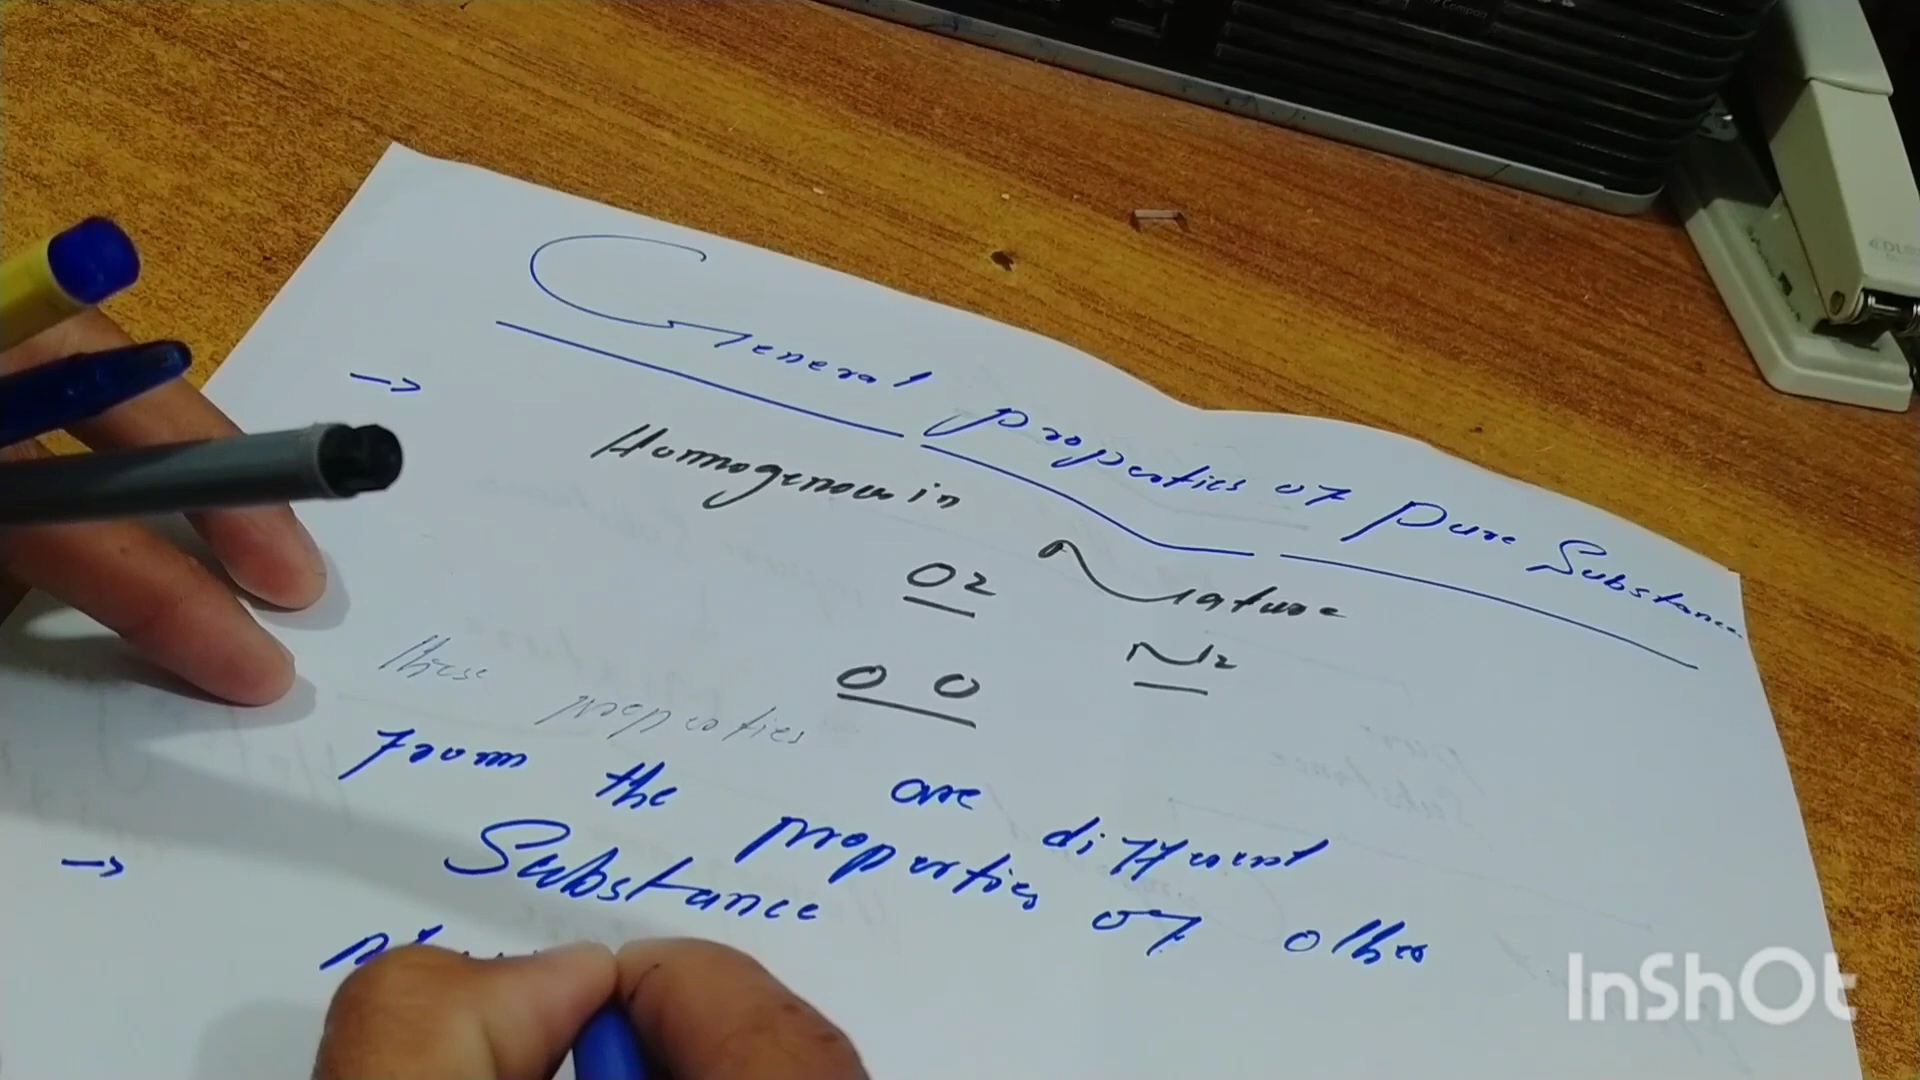 General properties of pure Substance
→ Homogenous in Nature
O2 N2
O O
these properties are different
from the properties of other
Substance
→
InShOt